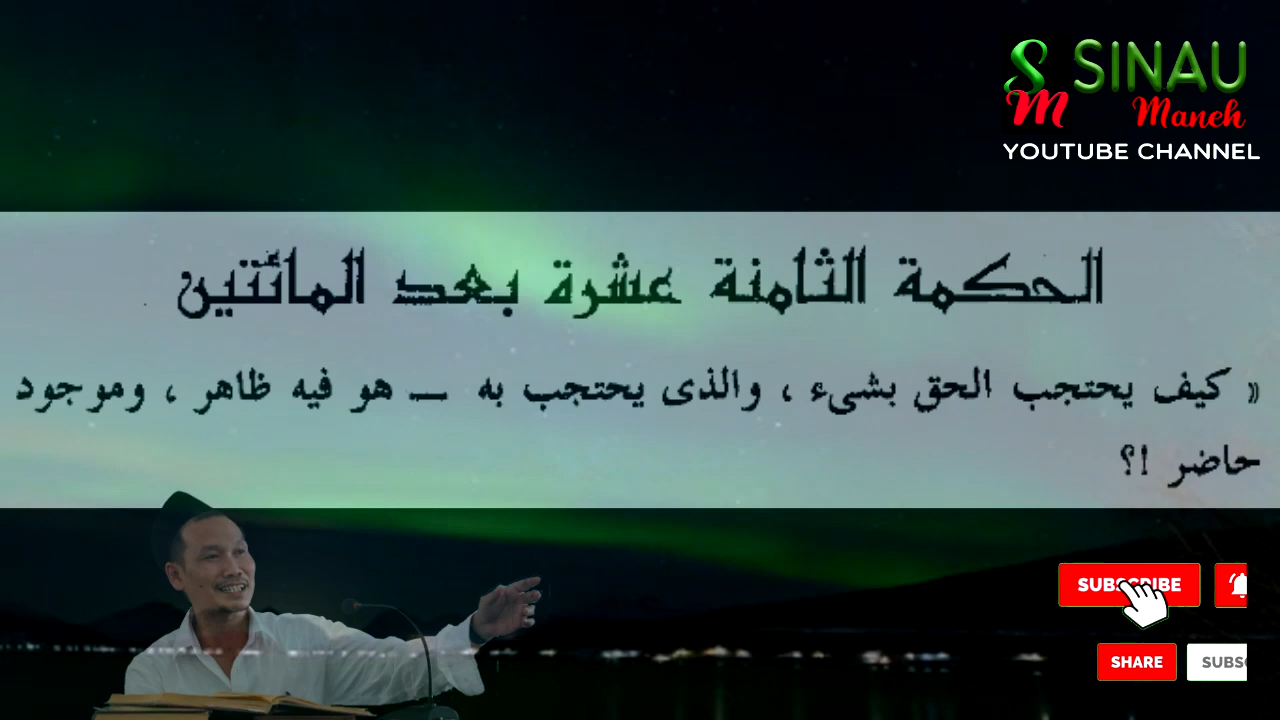 SINAU
Maneh
YOUTUBE CHANNEL
الحكمة الثامنة عشرة بعد المائتين
« كيف يحتجب الحق بشىء ، والذى يحتجب به — هو فيه ظاهر ، وموجود
حاضر !؟
SUBSCRIBE
SHARE SUBSC